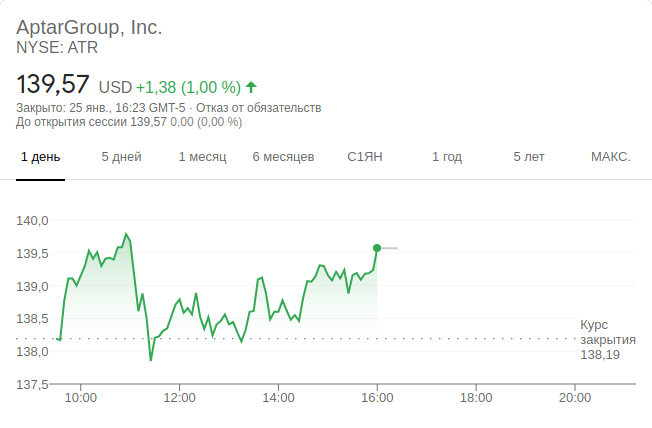 AptarGroup, Inc.
NYSE: ATR
139,57 USD +1,38 (1,00 %)
Закрыто: 25 янв., 16:23 GMT-5 · Отказ от обязательств
До открытия сессии 139,57 0,00 (0,00 %)
1 день 5 дней 1 месяц 6 месяцев С1ЯН 1 год 5 лет МАКС.
140,0
139,5
139,0
138,5
138,0
137,5
Курс
закрытия
138,19
10:00 12:00 14:00 16:00 18:00 20:00